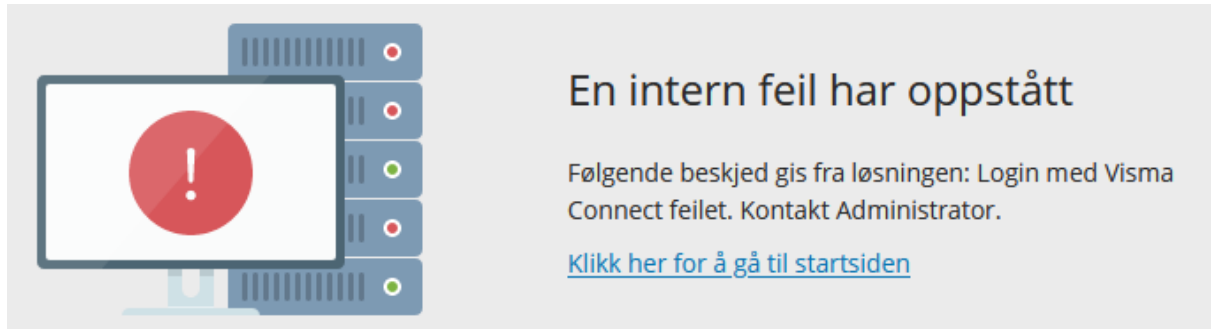 En intern feil har oppstått
Følgende beskjed gis fra løsningen: Login med Visma
Connect feilet. Kontakt Administrator.
Klikk her for å gå til startsiden